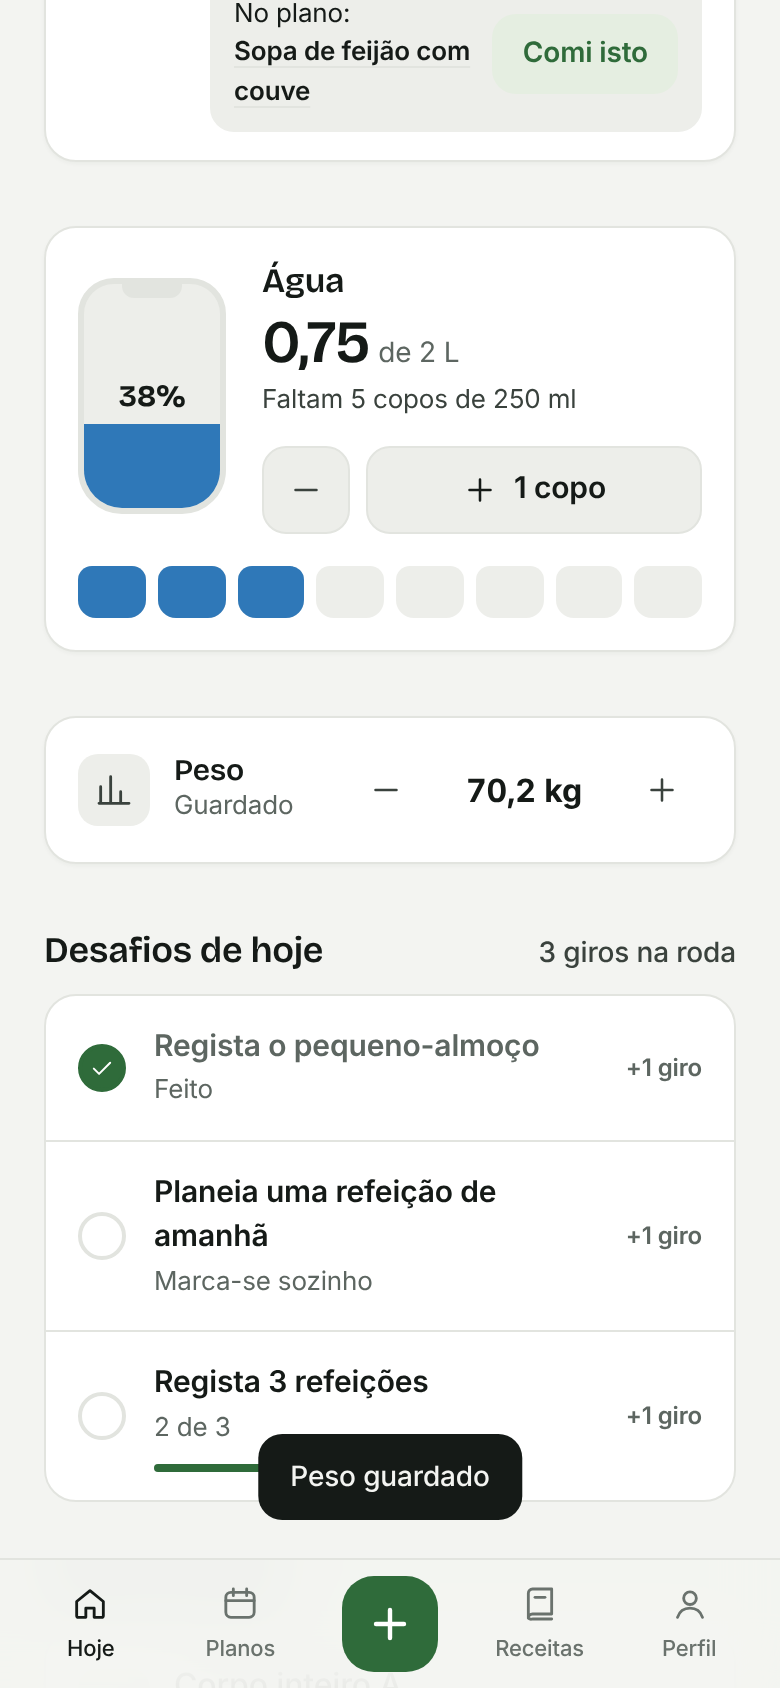 No plano:
Sopa de feijão com
couve
Comi isto
Água
0,75 de 2 L
Faltam 5 copos de 250 ml
38%
1 copo
Peso
Guardado
70,2 kg
Desafios de hoje
3 giros na roda
Regista o pequeno-almoço
Feito
+1 giro
Planeia uma refeição de
amanhã
Marca-se sozinho
+1 giro
Regista 3 refeições
2 de 3
+1 giro
Peso guardado
Hoje
Planos
Receitas
Perfil
Corpo inteiro A